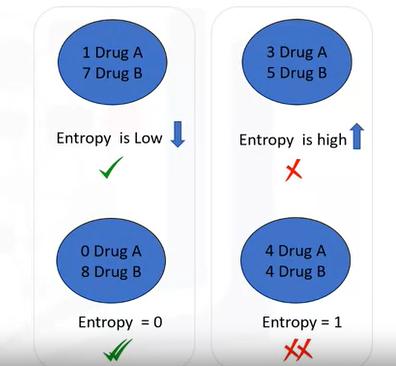 1 Drug A
7 Drug B
Entropy is Low
0 Drug A
8 Drug B
Entropy = 0
3 Drug A
5 Drug B
Entropy is high
4 Drug A
4 Drug B
Entropy = 1